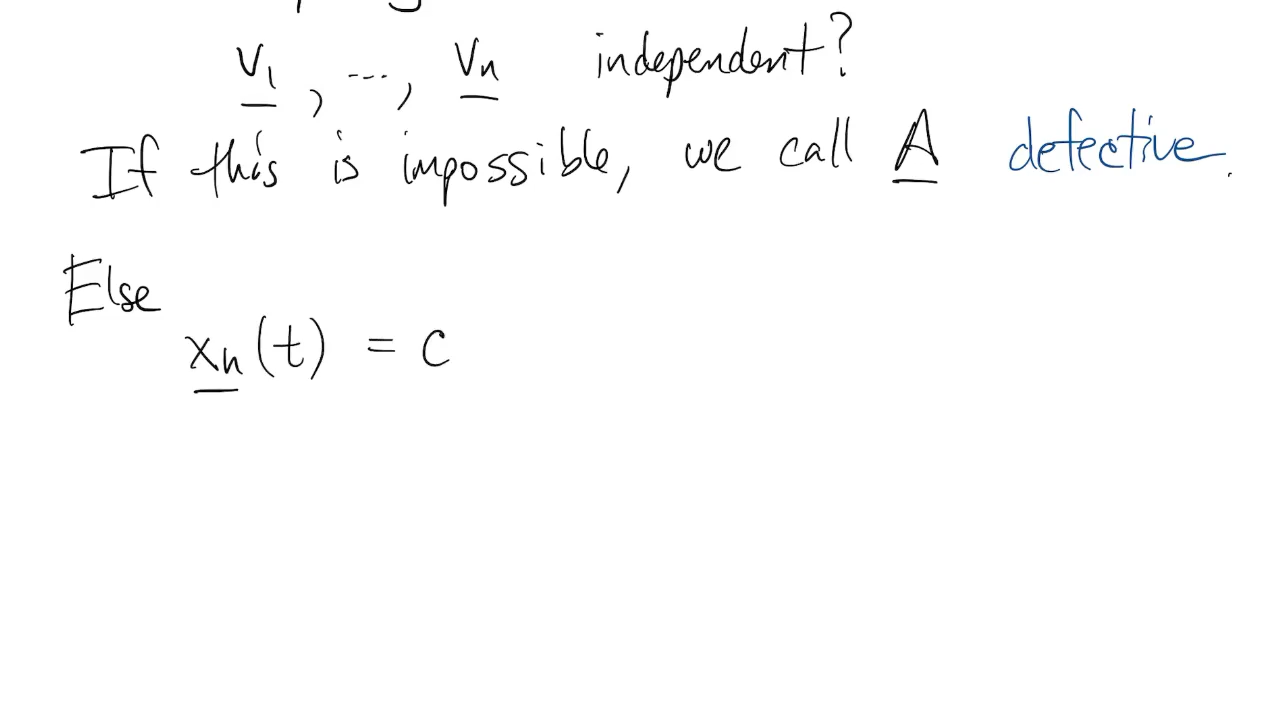 v₁, ..., vₙ independent?
If this is impossible, we call A defective.
Else
xₙ(t) = c